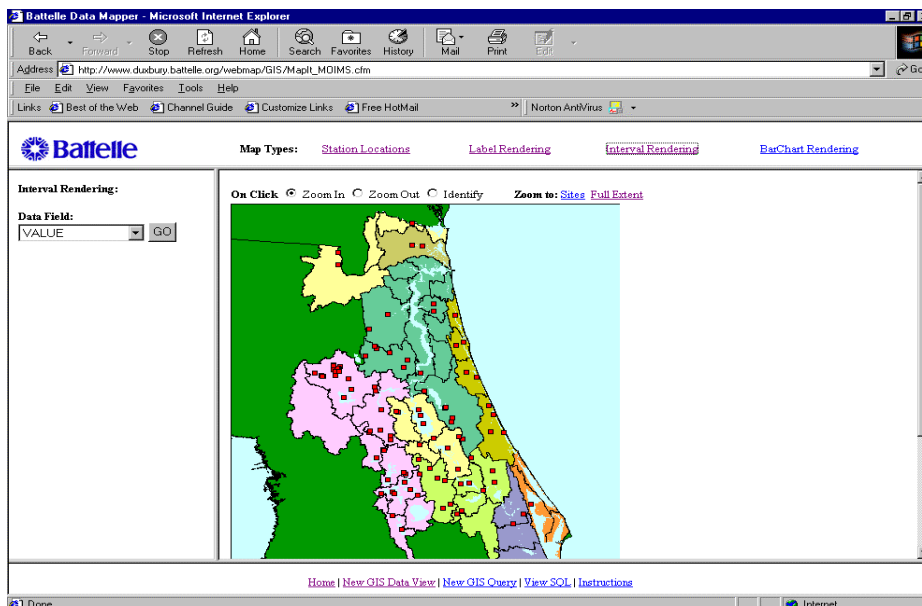 Battelle Data Mapper - Microsoft Internet Explorer
Back Forward Stop Refresh Home Search Favorites History Mail Print Edit
Address http://www.duxbury.battelle.org/webmap/GIS/MapIt_MOIMS.cfm Go
File Edit View Favorites Tools Help
Links Best of the Web Channel Guide Customize Links Free HotMail » Norton AntiVirus
Battelle
Map Types: Station Locations Label Rendering Interval Rendering BarChart Rendering
Interval Rendering:
On Click Zoom In Zoom Out Identify Zoom to: Sites Full Extent
Data Field:
VALUE GO
Home | New GIS Data View | New GIS Query | View SQL | Instructions
Done Internet